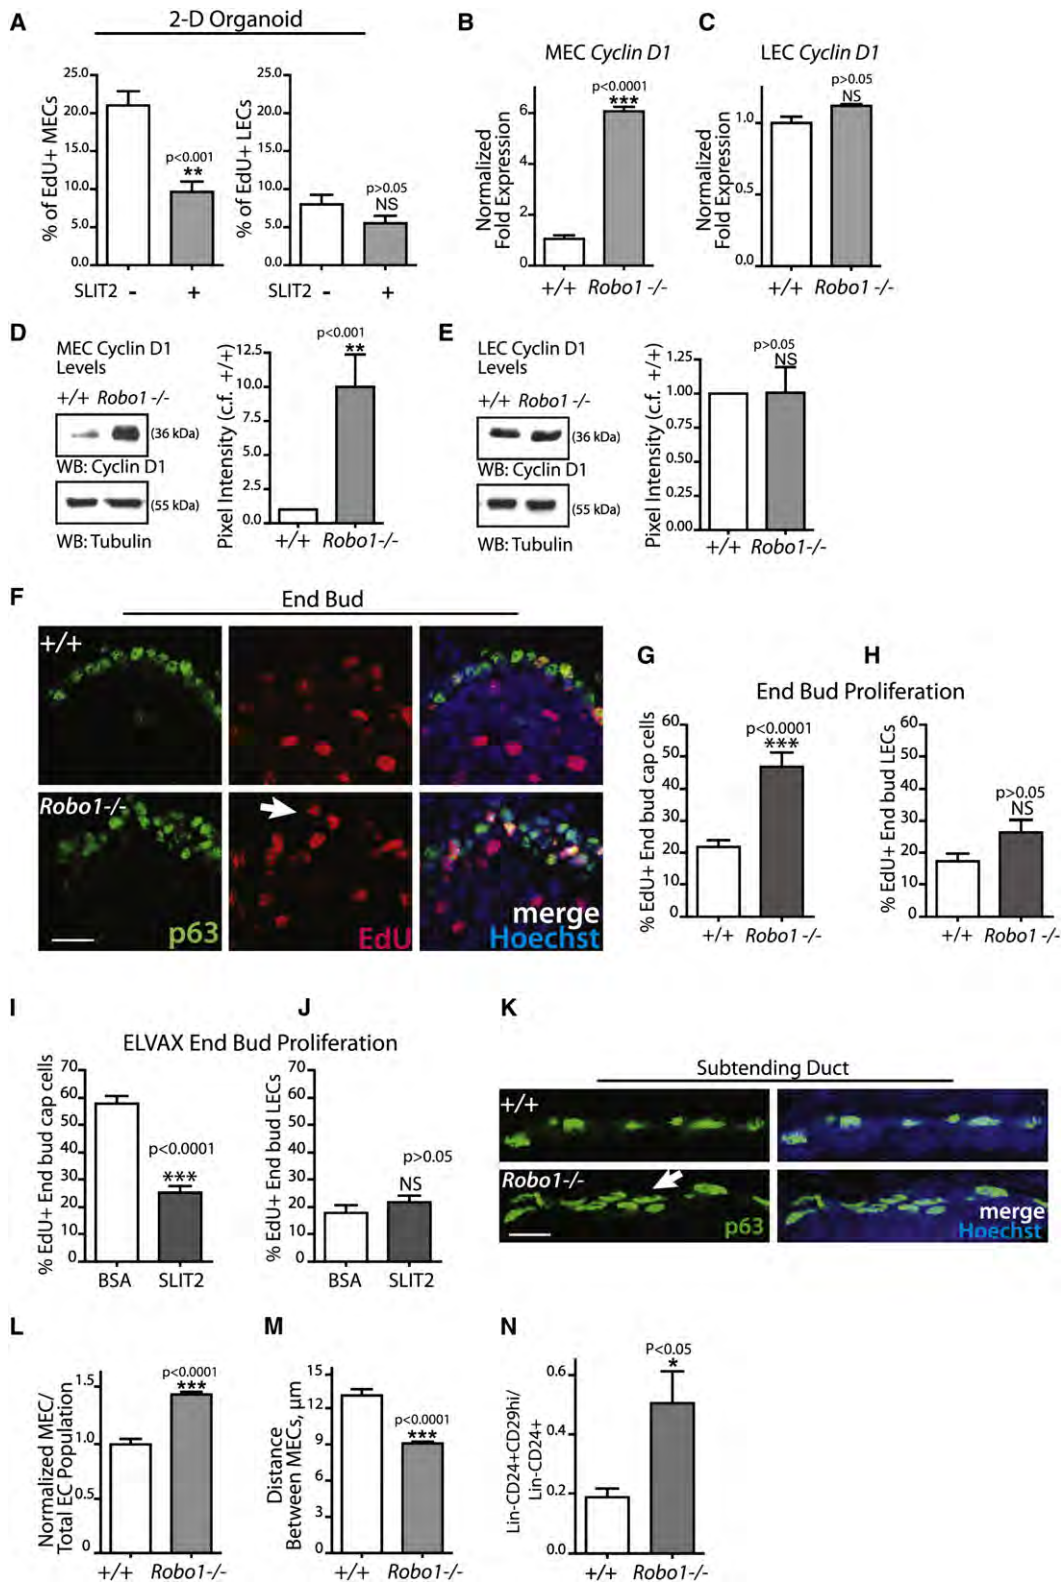 A
2-D Organoid
% of EdU+ MECs
25.0
20.0
15.0
10.0
5.0
0.0
p<0.001
**
SLIT2 - +
% of EdU+ LECs
25.0
20.0
15.0
10.0
5.0
0.0
p>0.05
NS
SLIT2 - +
B
MEC Cyclin D1
Normalized
Fold Expression
6
4
2
0.0
p<0.0001
***
+/+ Robo1 -/-
C
LEC Cyclin D1
Normalized
Fold Expression
1.0
0.5
0.0
p>0.05
NS
+/+ Robo1 -/-
D
MEC Cyclin D1
Levels
+/+ Robo1 -/-
(36 kDa)
WB: Cyclin D1
(55 kDa)
WB: Tubulin
Pixel Intensity (c.f. +/+)
12.5
10.0
7.5
5.0
2.5
0.0
p<0.001
**
+/+ Robo1-/-
E
LEC Cyclin D1
Levels
+/+ Robo1 -/-
(36 kDa)
WB: Cyclin D1
(55 kDa)
WB: Tubulin
Pixel Intensity (c.f. +/+)
1.25
1.00
0.75
0.50
0.25
0.00
p>0.05
NS
+/+ Robo1-/-
F
End Bud
+/+
Robo1-/-
p63
EdU
merge
Hoechst
G
H
End Bud Proliferation
% EdU+ End bud cap cells
60
50
40
30
20
10
0
p<0.0001
***
+/+ Robo1 -/-
% EdU+ End bud LECs
60
50
40
30
20
10
0
p>0.05
NS
+/+ Robo1 -/-
I
J
ELVAX End Bud Proliferation
% EdU+ End bud cap cells
70
60
50
40
30
20
10
0
p<0.0001
***
BSA SLIT2
% EdU+ End bud LECs
70
60
50
40
30
20
10
0
p>0.05
NS
BSA SLIT2
K
Subtending Duct
+/+
Robo1-/-
p63
merge
Hoechst
L
Normalized MEC/
Total EC Population
1.5
1.0
0.5
0
p<0.0001
***
+/+ Robo1-/-
M
Distance
Between MECs, μm
15
12
9
6
3
0
p<0.0001
***
+/+ Robo1-/-
N
Lin-CD24+CD29hi/
Lin-CD24+
0.6
0.4
0.2
0.0
P<0.05
*
+/+ Robo1-/-